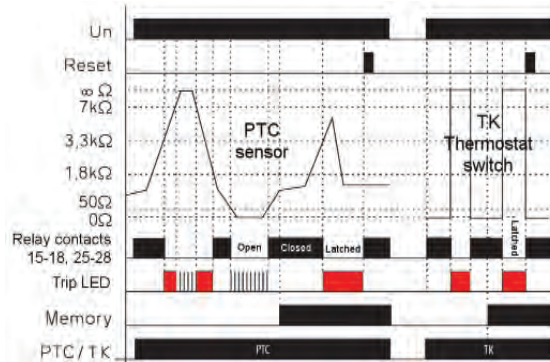 Un
Reset
∞ Ω
7kΩ
3,3kΩ
1,8kΩ
50Ω
0Ω
PTC
sensor
TK
Thermostat
switch
Relay contacts
15-18, 25-28
Open
Closed
Latched
Latched
Trip LED
Memory
PTC/TK
PTC
TK